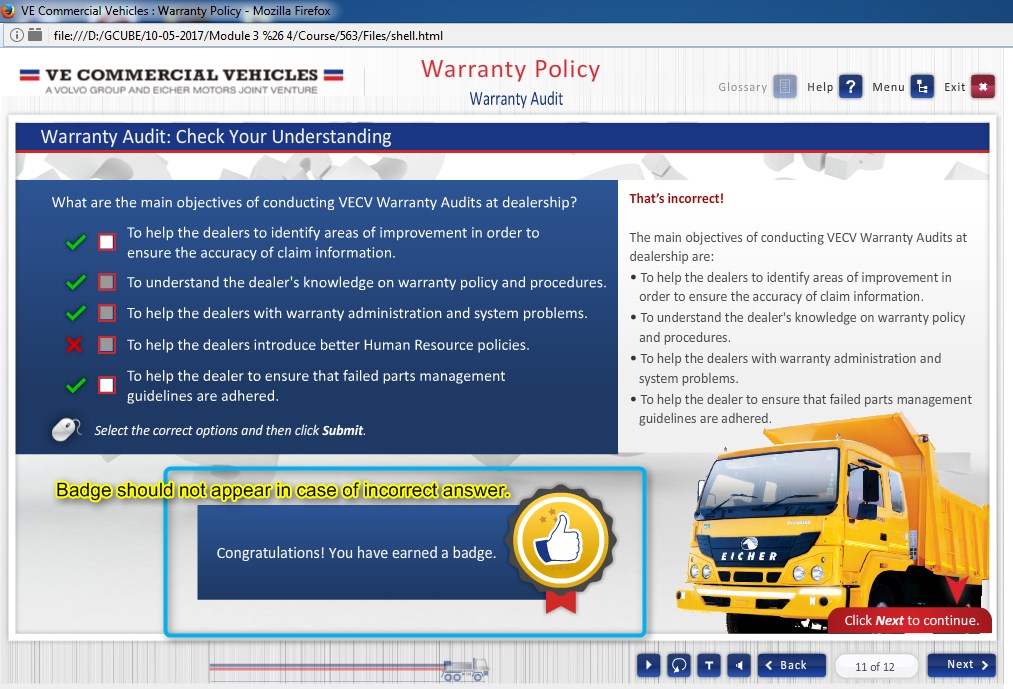 VE Commercial Vehicles : Warranty Policy - Mozilla Firefox
file:///D:/GCUBE/10-05-2017/Module 3 %26 4/Course/563/Files/shell.html
VE COMMERCIAL VEHICLES
A VOLVO GROUP AND EICHER MOTORS JOINT VENTURE
Warranty Policy
Warranty Audit
Glossary
Help
?
Menu
Exit
Warranty Audit: Check Your Understanding
What are the main objectives of conducting VECV Warranty Audits at dealership?
To help the dealers to identify areas of improvement in order to
ensure the accuracy of claim information.
To understand the dealer's knowledge on warranty policy and procedures.
To help the dealers with warranty administration and system problems.
To help the dealers introduce better Human Resource policies.
To help the dealer to ensure that failed parts management
guidelines are adhered.
Select the correct options and then click Submit.
That's incorrect!
The main objectives of conducting VECV Warranty Audits at
dealership are:
• To help the dealers to identify areas of improvement in
order to ensure the accuracy of claim information.
• To understand the dealer's knowledge on warranty policy
and procedures.
• To help the dealers with warranty administration and
system problems.
• To help the dealer to ensure that failed parts management
guidelines are adhered.
Badge should not appear in case of incorrect answer.
Congratulations! You have earned a badge.
EICHER
Click Next to continue.
T
Back
11 of 12
Next